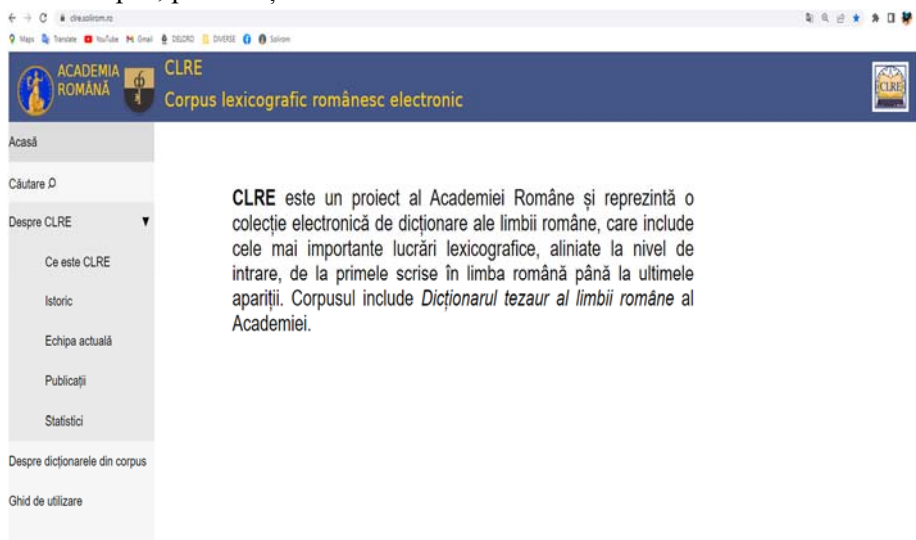 clre.solirom.ro
Maps Translate YouTube Gmail DELORO DIVERSE Solirom
ACADEMIA
ROMÂNĂ
CLRE
Corpus lexicografic românesc electronic
CLRE
Acasă
Căutare
Despre CLRE
Ce este CLRE
Istoric
Echipa actuală
Publicații
Statistici
Despre dicționarele din corpus
Ghid de utilizare
CLRE este un proiect al Academiei Române și reprezintă o
colecție electronică de dicționare ale limbii române, care include
cele mai importante lucrări lexicografice, aliniate la nivel de
intrare, de la primele scrise în limba română până la ultimele
apariții. Corpusul include Dicționarul tezaur al limbii române al
Academiei.